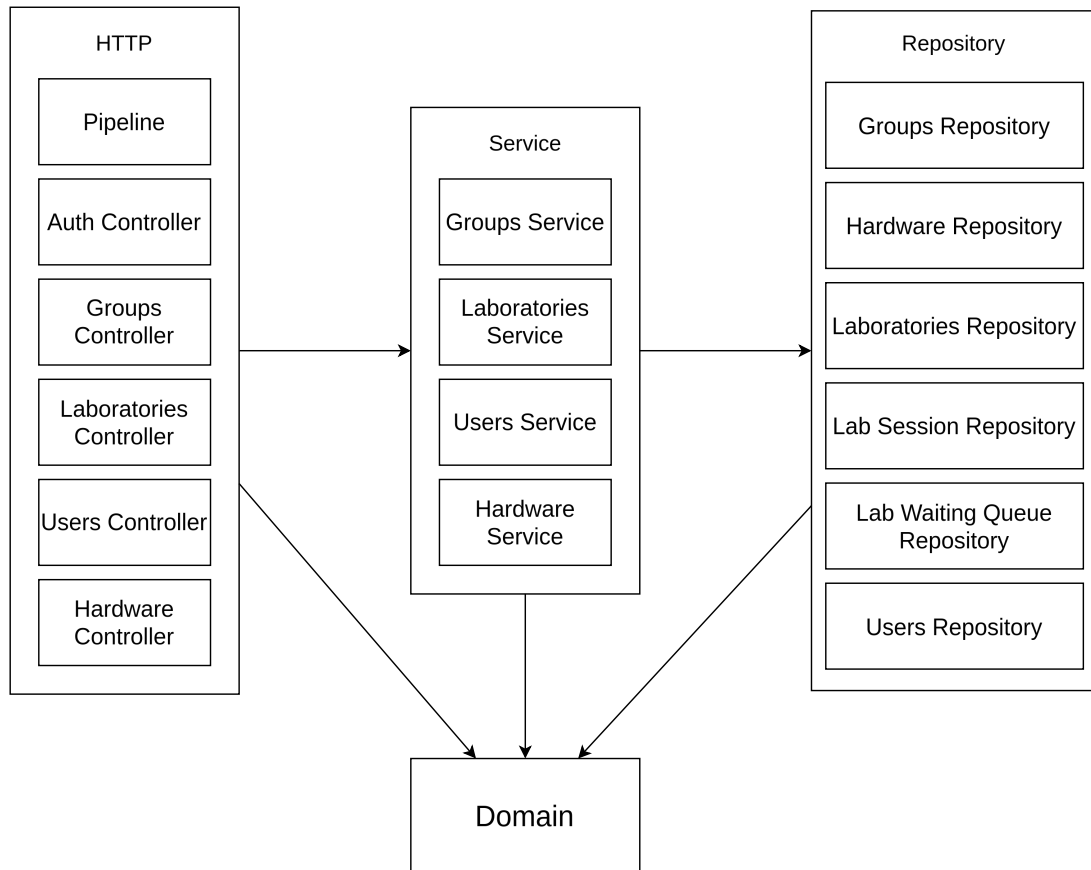 HTTP
Pipeline
Auth Controller
Groups
Controller
Laboratories
Controller
Users Controller
Hardware
Controller
Service
Groups Service
Laboratories
Service
Users Service
Hardware
Service
Repository
Groups Repository
Hardware Repository
Laboratories Repository
Lab Session Repository
Lab Waiting Queue
Repository
Users Repository
Domain